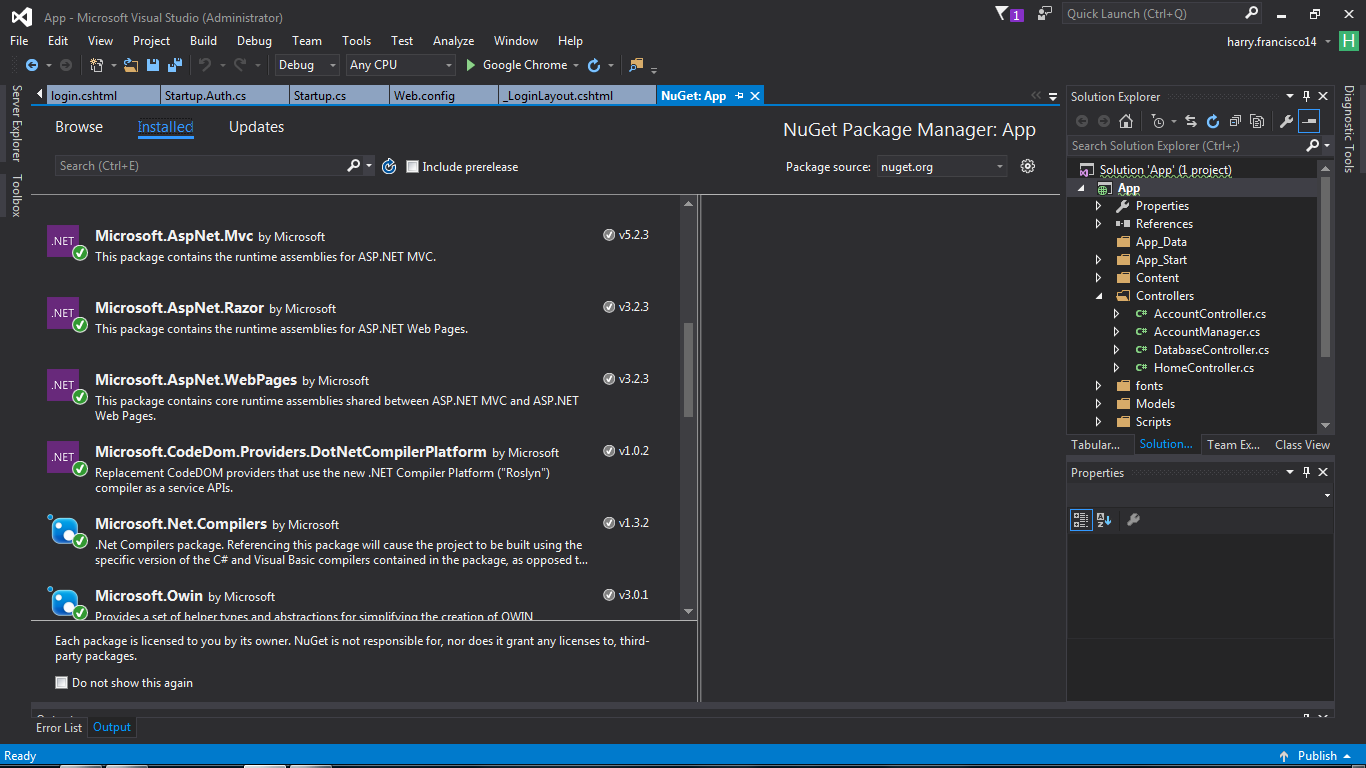 App - Microsoft Visual Studio (Administrator)
1
Quick Launch (Ctrl+Q)
File Edit View Project Build Debug Team Tools Test Analyze Window Help
harry.francisco14
H
Debug
Any CPU
Google Chrome
Server Explorer
Toolbox
login.cshtml
Startup.Auth.cs
Startup.cs
Web.config
_LoginLayout.cshtml
NuGet: App
Browse
Installed
Updates
NuGet Package Manager: App
Search (Ctrl+E)
Include prerelease
Package source:
nuget.org
.NET
Microsoft.AspNet.Mvc by Microsoft
v5.2.3
This package contains the runtime assemblies for ASP.NET MVC.
.NET
Microsoft.AspNet.Razor by Microsoft
v3.2.3
This package contains the runtime assemblies for ASP.NET Web Pages.
.NET
Microsoft.AspNet.WebPages by Microsoft
v3.2.3
This package contains core runtime assemblies shared between ASP.NET MVC and ASP.NET
Web Pages.
.NET
Microsoft.CodeDom.Providers.DotNetCompilerPlatform by Microsoft
v1.0.2
Replacement CodeDOM providers that use the new .NET Compiler Platform ("Roslyn")
compiler as a service APIs.
Microsoft.Net.Compilers by Microsoft
v1.3.2
.Net Compilers package. Referencing this package will cause the project to be built using the
specific version of the C# and Visual Basic compilers contained in the package, as opposed t...
Microsoft.Owin by Microsoft
v3.0.1
Provides a set of helper types and abstractions for simplifying the creation of OWIN
Each package is licensed to you by its owner. NuGet is not responsible for, nor does it grant any licenses to, third-
party packages.
Do not show this again
Error List
Output
Solution Explorer
Search Solution Explorer (Ctrl+;)
Solution 'App' (1 project)
App
Properties
References
App_Data
App_Start
Content
Controllers
C# AccountController.cs
C# AccountManager.cs
C# DatabaseController.cs
C# HomeController.cs
fonts
Models
Scripts
Tabular...
Solution...
Team Ex...
Class View
Properties
Diagnostic Tools
Ready
Publish